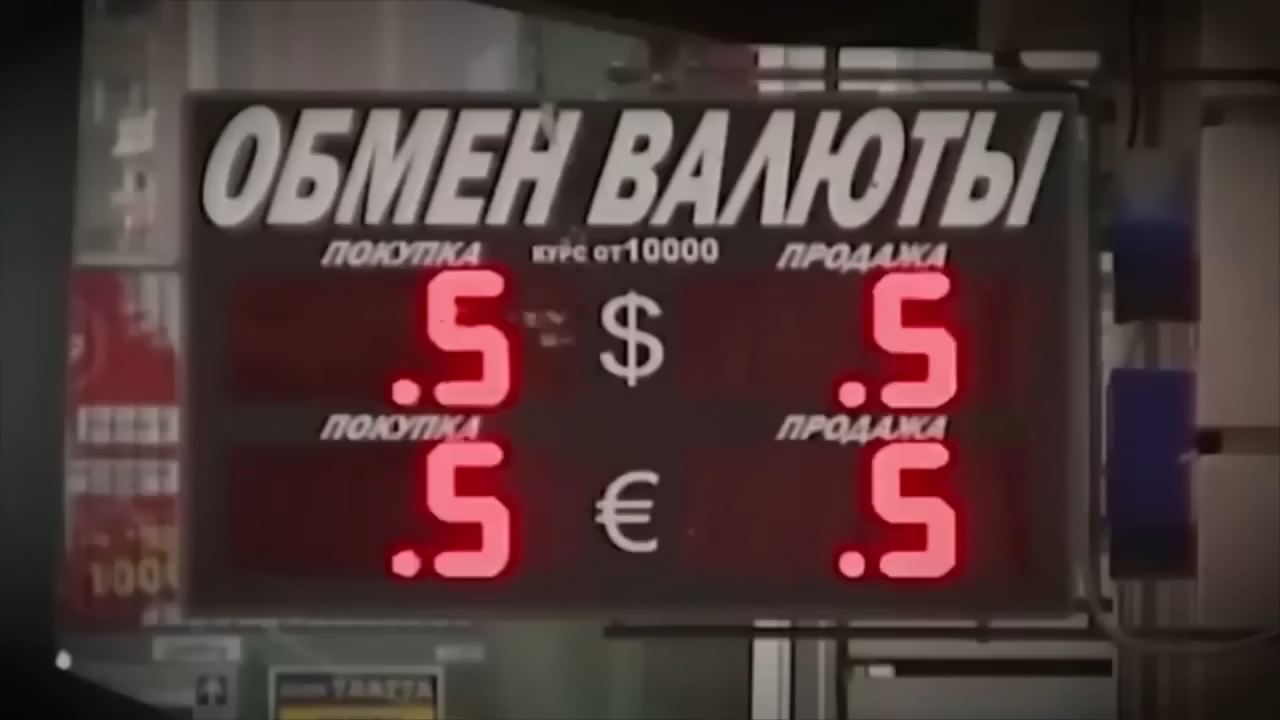 ОБМЕН ВАЛЮТЫ
ПОКУПКА КУРС ОТ 10000 ПРОДАЖА
.5 $ .5
ПОКУПКА ПРОДАЖА
.5 € .5